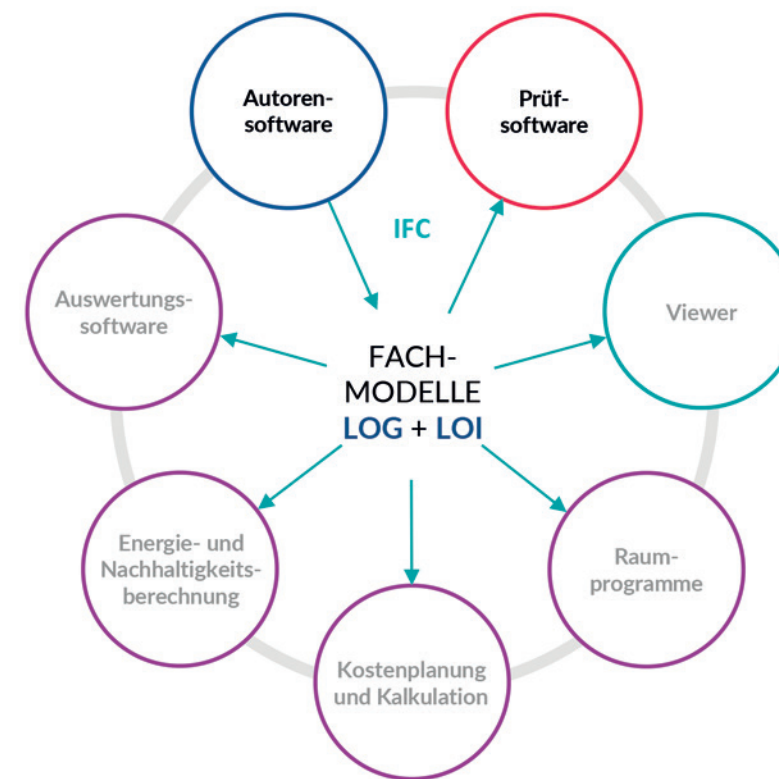 Autoren-
software
Prüf-
software
IFC
Auswertungs-
software
Viewer
FACH-
MODELLE
LOG + LOI
Energie- und
Nachhaltigkeits-
berechnung
Raum-
programme
Kostenplanung
und Kalkulation